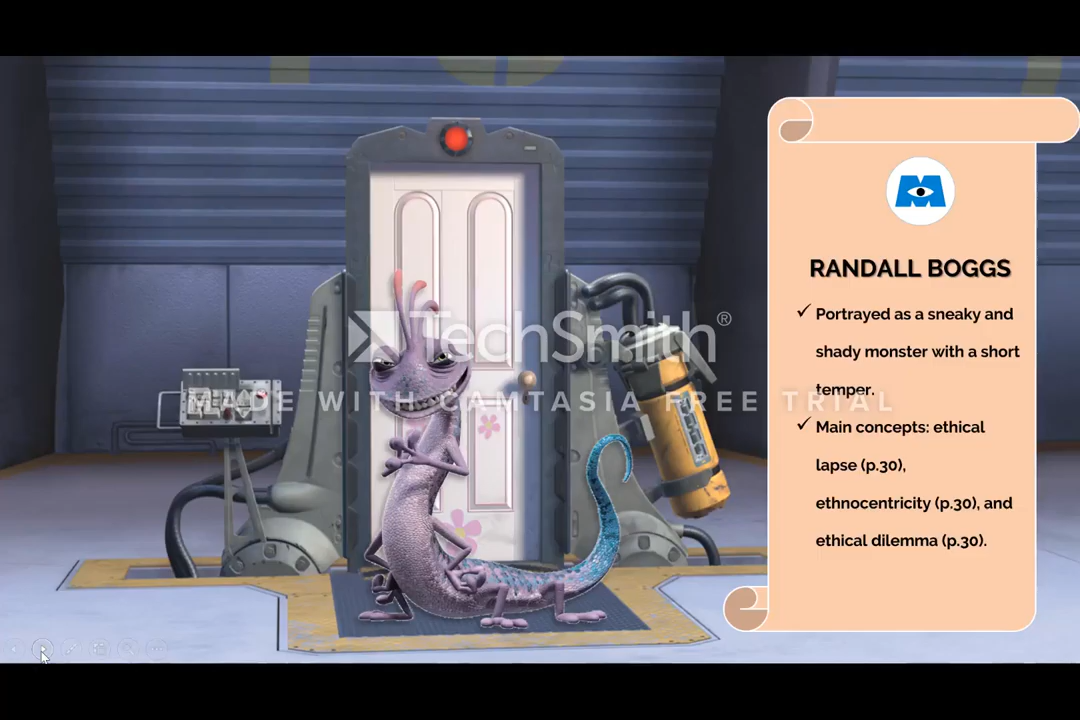 RANDALL BOGGS
✓ Portrayed as a sneaky and
shady monster with a short
temper.
✓ Main concepts: ethical
lapse (p.30),
ethnocentricity (p.30), and
ethical dilemma (p.30).
TechSmith®
MADE WITH CAMTASIA FREE TRIAL